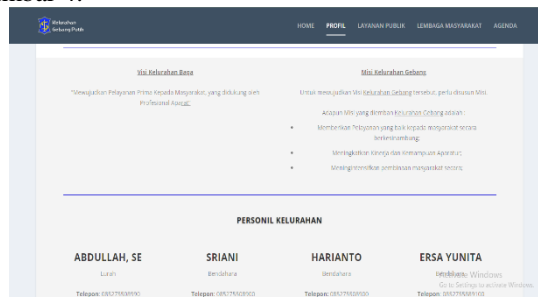 Kelurahan
Gebang Putih
HOME PROFIL LAYANAN PUBLIK LEMBAGA MASYARAKAT AGENDA
Visi Kelurahan Bana
"Mewujudkan Pelayanan Prima Kepada Masyarakat, yang didukung oleh
Profesional Aparat"
Misi Kelurahan Gebang
Untuk mewujudkan Visi Kelurahan Gebang tersebut, perlu disusun Misi.
Adapun Misi yang diemban Kelurahan Gebang adalah :
• Memberikan Pelayanan yang baik kepada masyarakat secara
berkesinambung;
• Meningkatkan Kinerja dan Kemampuan Aparatur;
• Mengintensifkan pembinaan masyarakat secara;
PERSONIL KELURAHAN
ABDULLAH, SE
Lurah
Telepon:
SRIANI
Bendahara
Telepon:
HARIANTO
Bendahara
Telepon:
ERSA YUNITA
Telepon:
Activate Windows
Go to Settings to activate Windows.